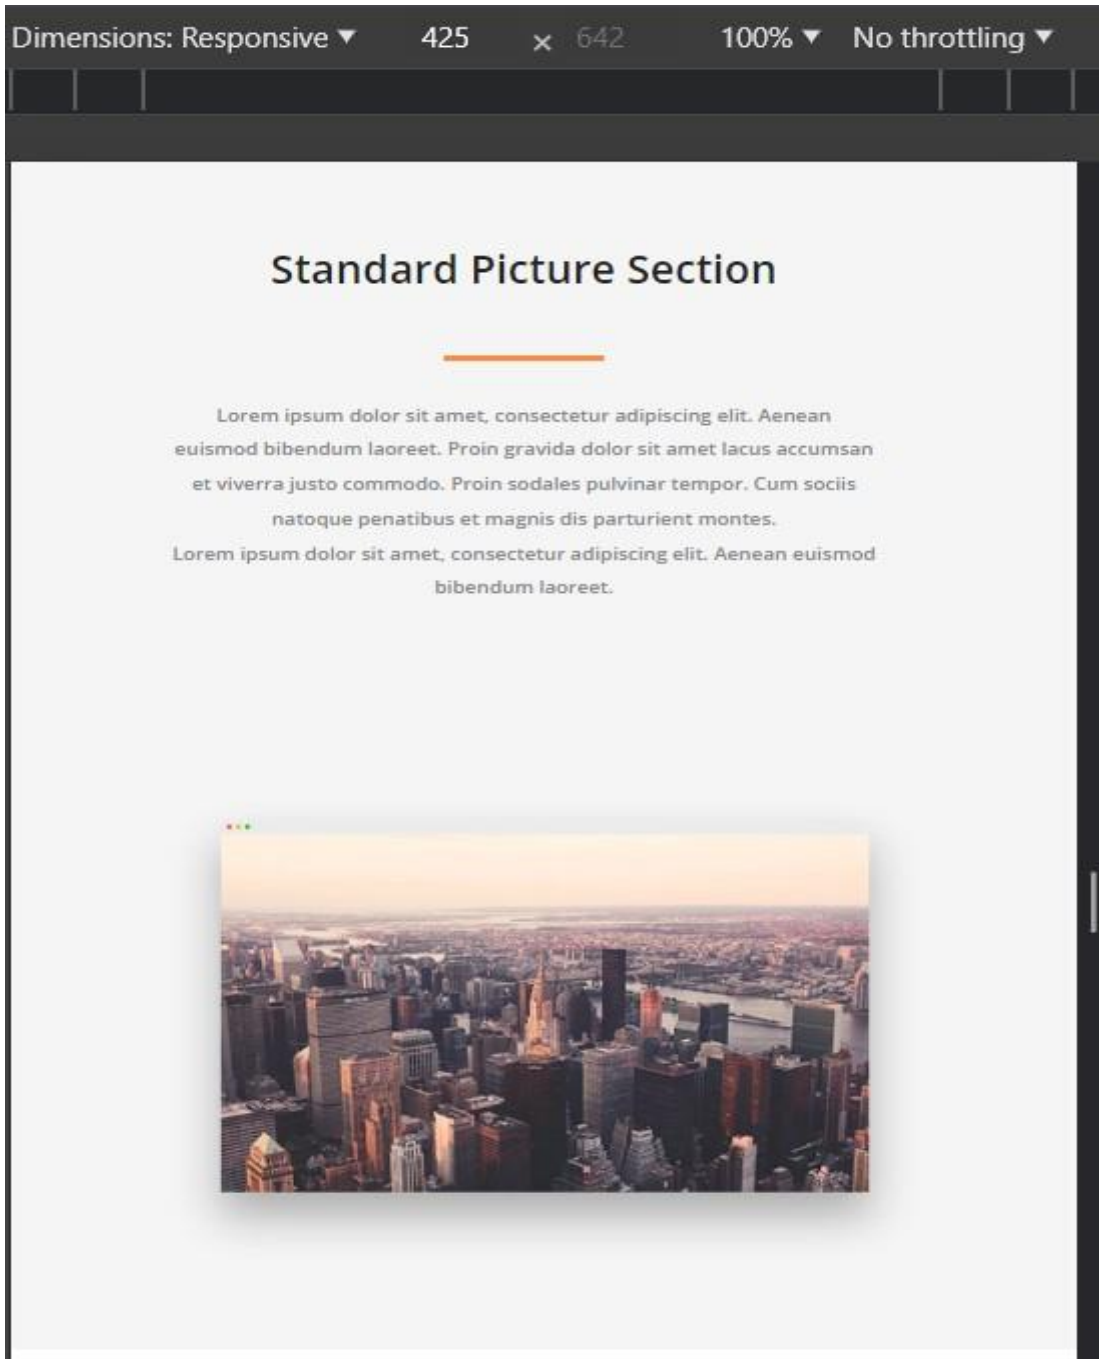 Dimensions: Responsive ▼ 425 × 642 100% ▼ No throttling ▼
Standard Picture Section
Lorem ipsum dolor sit amet, consectetur adipiscing elit. Aenean
euismod bibendum laoreet. Proin gravida dolor sit amet lacus accumsan
et viverra justo commodo. Proin sodales pulvinar tempor. Cum sociis
natoque penatibus et magnis dis parturient montes.
Lorem ipsum dolor sit amet, consectetur adipiscing elit. Aenean euismod
bibendum laoreet.